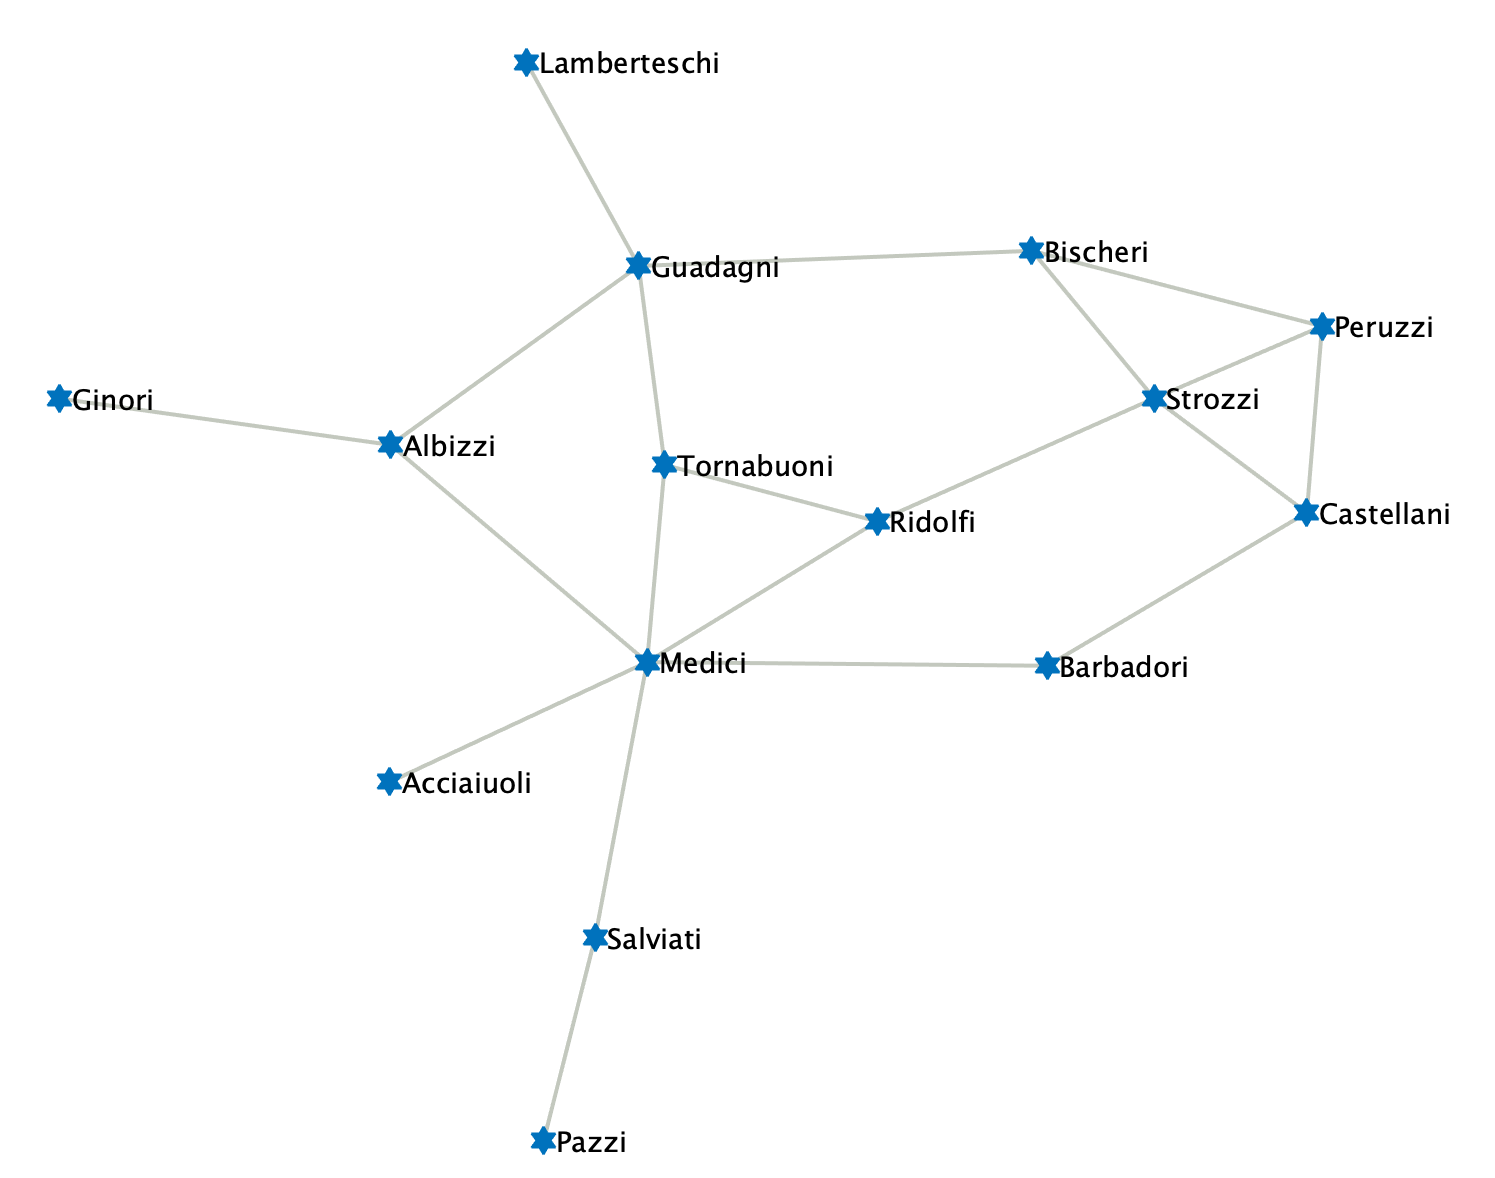 Lamberteschi
Bischeri
Guadagni
Peruzzi
Ginori
Strozzi
Albizzi
Tornabuoni
Castellani
Ridolfi
Medici
Barbadori
Acciaiuoli
Salviati
Pazzi